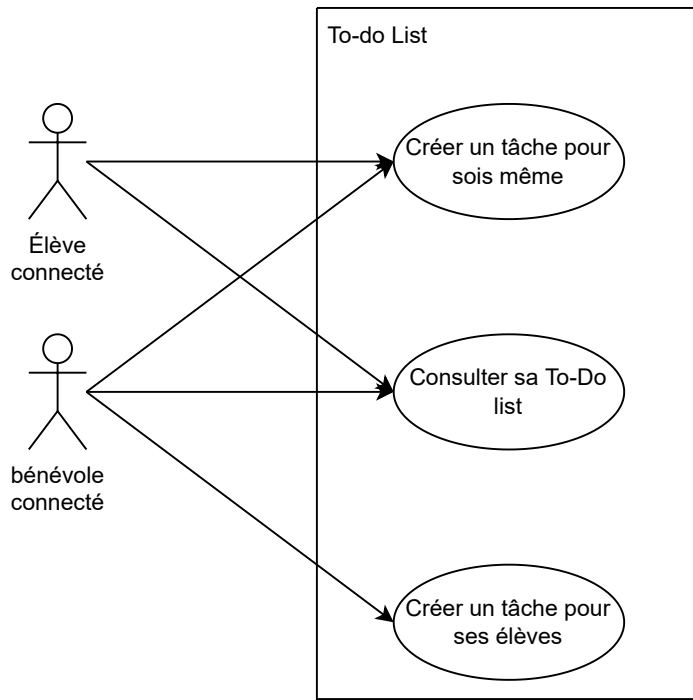 To-do List
Créer un tâche pour
sois même
Élève
connecté
Consulter sa To-Do
list
bénévole
connecté
Créer un tâche pour
ses élèves